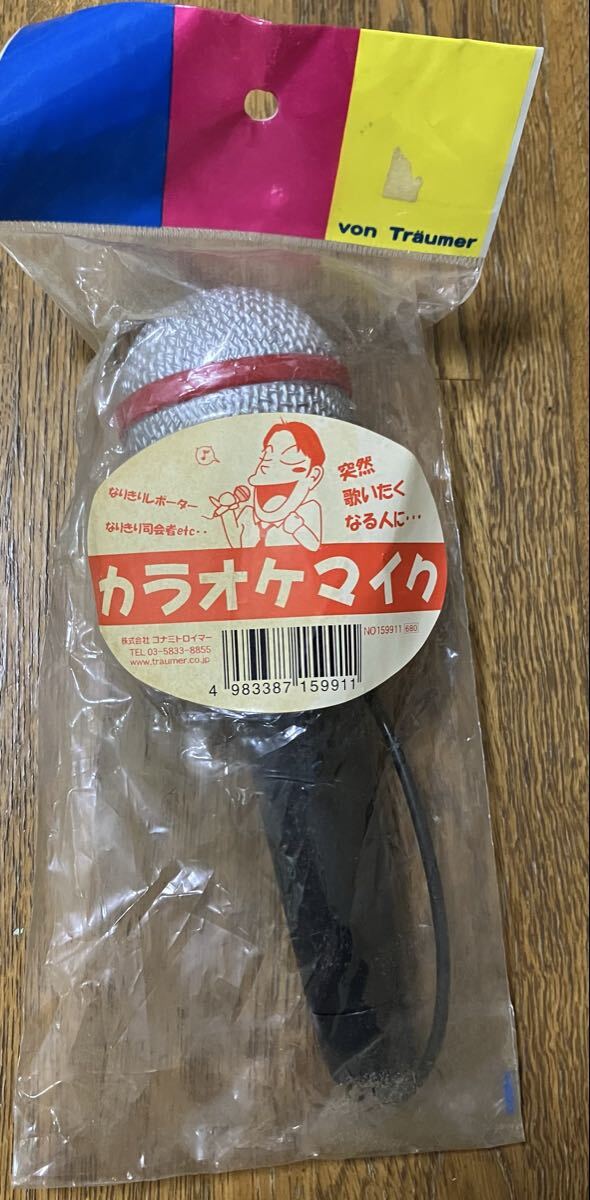 von Träumer
♪
なりきりレポーター
なりきり司会者etc‥
突然
歌いたく
なる人に…
カラオケマイク
株式会社 コナミトロイマー
TEL 03-5833-8855
www.traumer.co.jp
NO159911 680
4 983387 159911